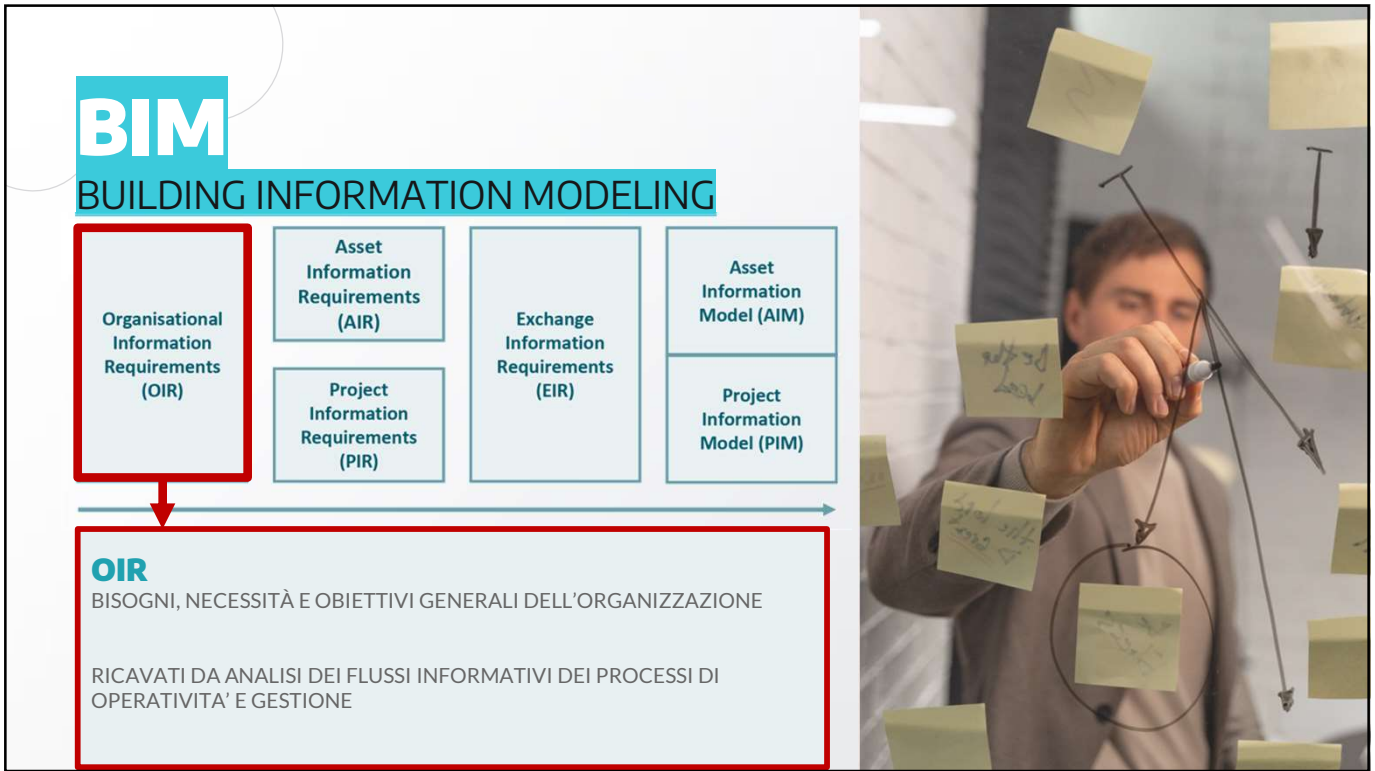 BIM
BUILDING INFORMATION MODELING
Organisational
Information
Requirements
(OIR)
Asset
Information
Requirements
(AIR)
Project
Information
Requirements
(PIR)
Exchange
Information
Requirements
(EIR)
Asset
Information
Model (AIM)
Project
Information
Model (PIM)
OIR
BISOGNI, NECESSITÀ E OBIETTIVI GENERALI DELL’ORGANIZZAZIONE
RICAVATI DA ANALISI DEI FLUSSI INFORMATIVI DEI PROCESSI DI
OPERATIVITA’ E GESTIONE